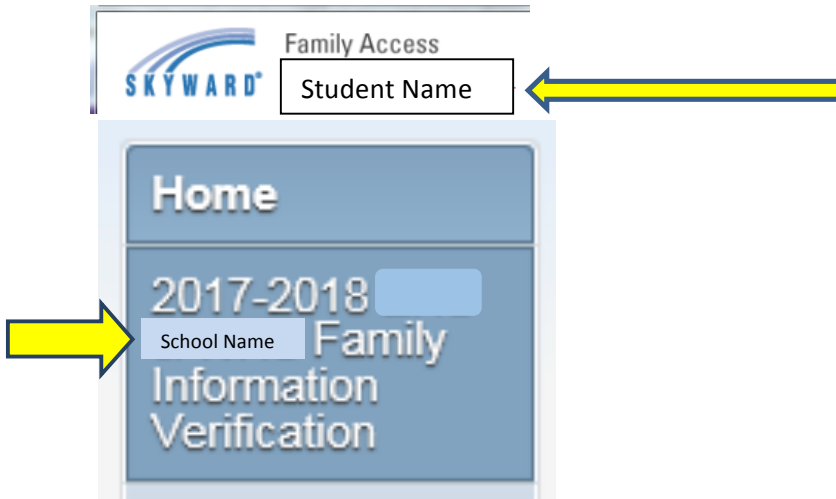 Family Access
SKYWARD®
Student Name
Home
2017-2018
School Name Family
Information
Verification